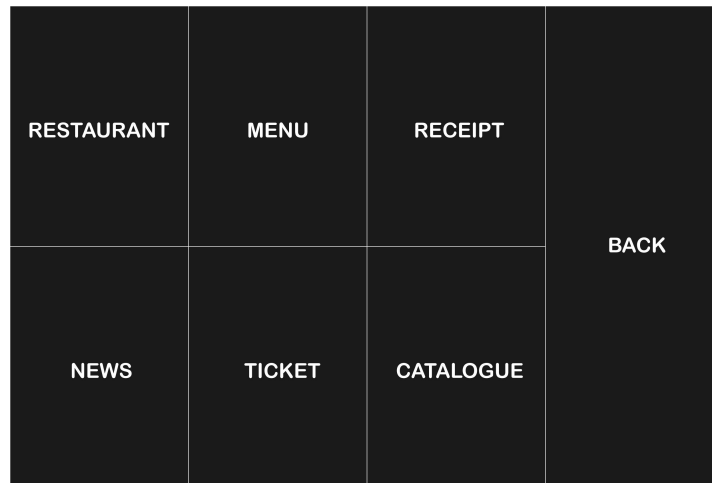 RESTAURANT
MENU
RECEIPT
BACK
NEWS
TICKET
CATALOGUE